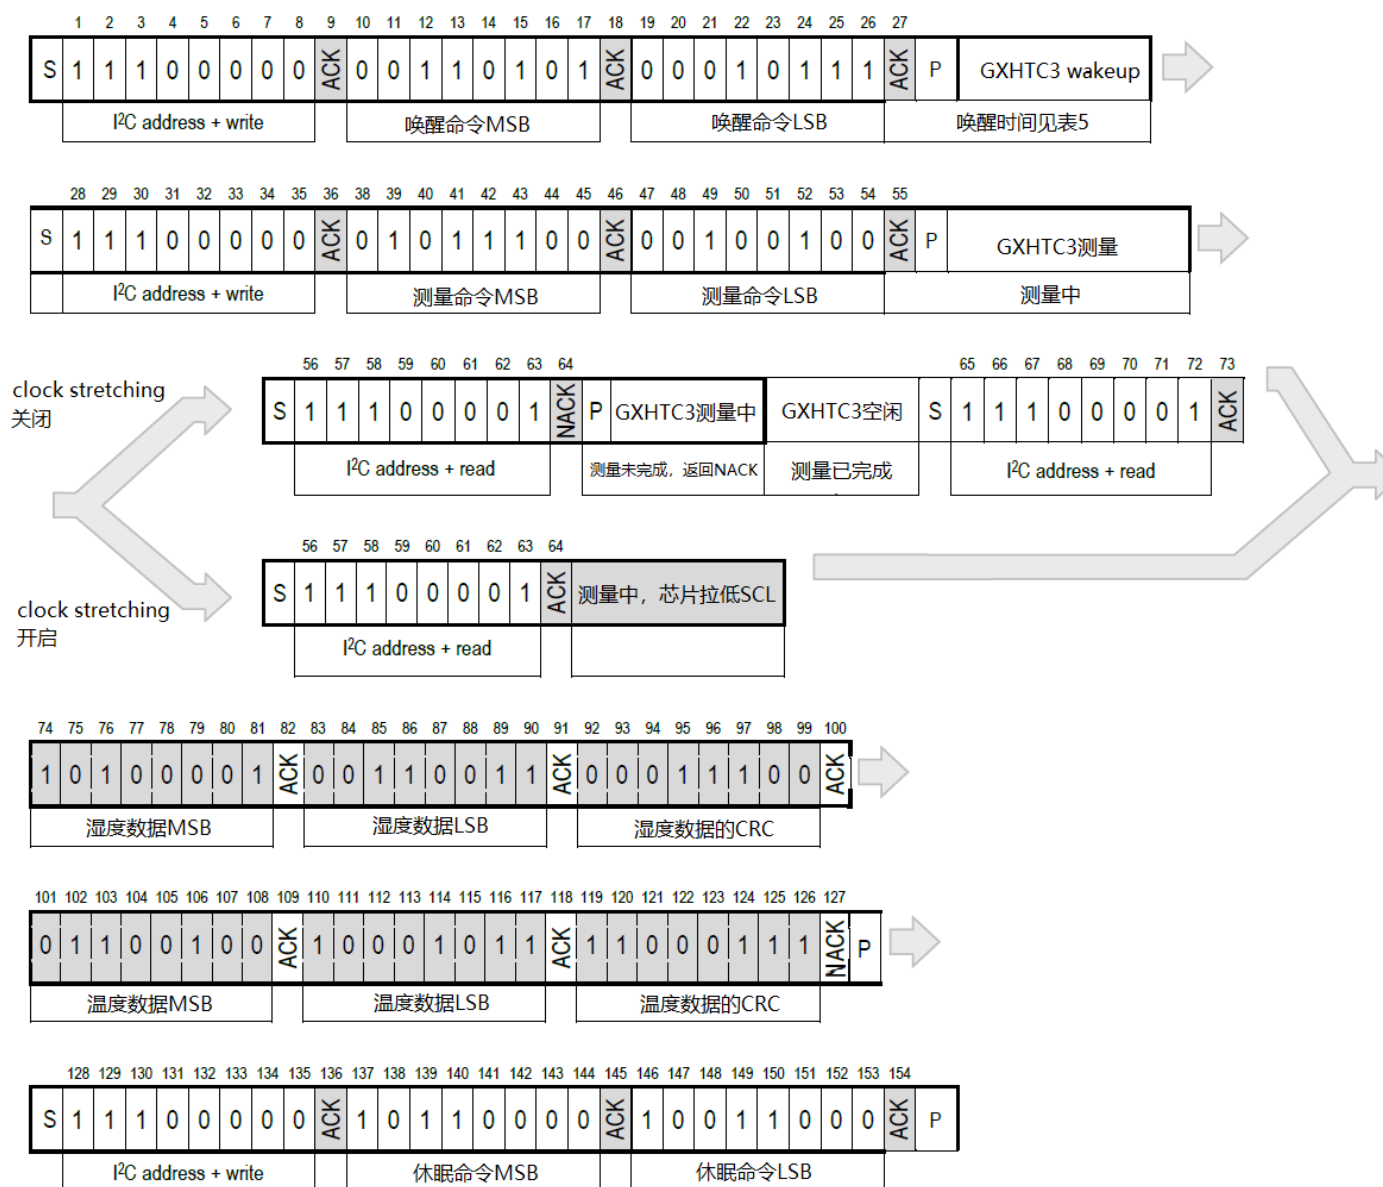 1 2 3 4 5 6 7 8 9 10 11 12 13 14 15 16 17 18 19 20 21 22 23 24 25 26 27
S 1 1 1 0 0 0 0 0 ACK 0 0 1 1 0 1 0 1 ACK 0 0 0 1 0 1 1 1 ACK P GXHTC3 wakeup
I²C address + write 唤醒命令MSB 唤醒命令LSB 唤醒时间见表5
28 29 30 31 32 33 34 35 36 38 39 40 41 42 43 44 45 46 47 48 49 50 51 52 53 54 55
S 1 1 1 0 0 0 0 0 ACK 0 1 0 1 1 1 0 0 ACK 0 0 1 0 0 1 0 0 ACK P GXHTC3测量
I²C address + write 测量命令MSB 测量命令LSB 测量中
clock stretching
关闭
56 57 58 59 60 61 62 63 64 65 66 67 68 69 70 71 72 73
S 1 1 1 0 0 0 0 1 NACK P GXHTC3测量中 GXHTC3空闲 S 1 1 1 0 0 0 0 1 ACK
I²C address + read 测量未完成，返回NACK 测量已完成 I²C address + read
56 57 58 59 60 61 62 63 64
S 1 1 1 0 0 0 0 1 ACK 测量中，芯片拉低SCL
clock stretching
开启
I²C address + read
74 75 76 77 78 79 80 81 82 83 84 85 86 87 88 89 90 91 92 93 94 95 96 97 98 99 100
1 0 1 0 0 0 0 1 ACK 0 0 1 1 0 0 1 1 ACK 0 0 0 1 1 1 0 0 ACK
湿度数据MSB 湿度数据LSB 湿度数据的CRC
101 102 103 104 105 106 107 108 109 110 111 112 113 114 115 116 117 118 119 120 121 122 123 124 125 126 127
0 1 1 0 0 1 0 0 ACK 1 0 0 0 1 0 1 1 ACK 1 1 0 0 0 1 1 1 NACK P
温度数据MSB 温度数据LSB 温度数据的CRC
128 129 130 131 132 133 134 135 136 137 138 139 140 141 142 143 144 145 146 147 148 149 150 151 152 153 154
S 1 1 1 0 0 0 0 0 ACK 1 0 1 1 0 0 0 0 ACK 1 0 0 1 1 0 0 0 ACK P
I²C address + write 休眠命令MSB 休眠命令LSB